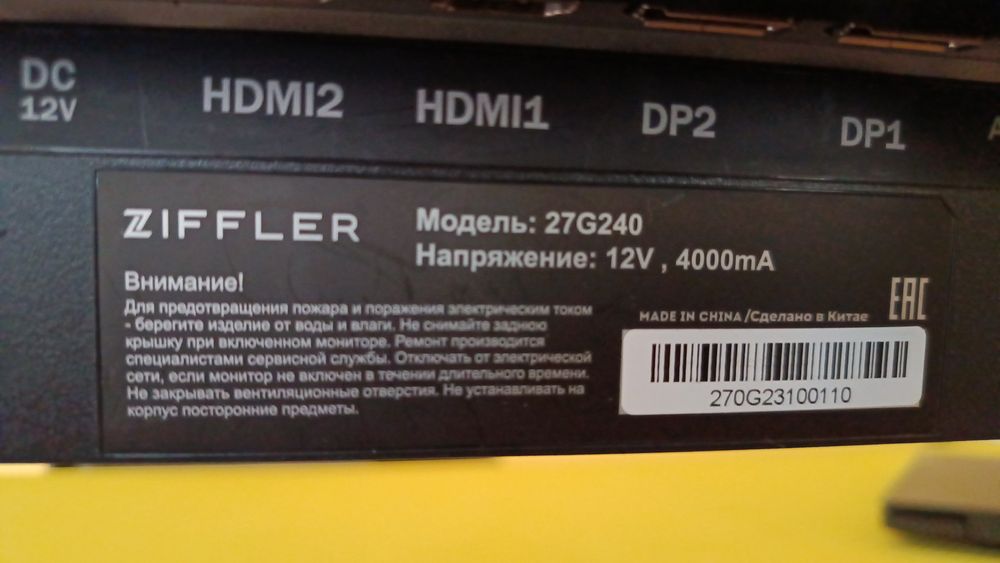 DC
12V
HDMI2
HDMI1
DP2
DP1
ZIFFLER
Модель: 27G240
Напряжение: 12V , 4000mA
Внимание!
Для предотвращения пожара и поражения электрическим током
- берегите изделие от воды и влаги. Не снимайте заднюю
крышку при включенном мониторе. Ремонт производится
специалистами сервисной службы. Отключать от электрической
сети, если монитор не включен в течении длительного времени.
Не закрывать вентиляционные отверстия. Не устанавливать на
корпус посторонние предметы.
EAC
MADE IN CHINA /Сделано в Китае
270G23100110